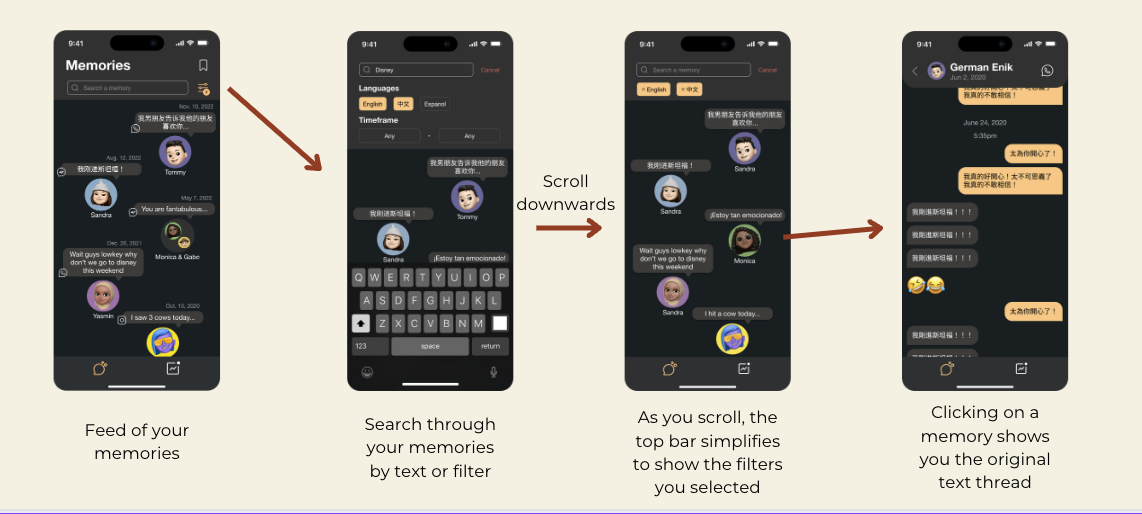 9:41
Memories
Search a memory
Nov. 10, 2022
我男朋友告诉我他的朋友
喜欢你...
Tommy
Aug. 12, 2022
我剛進斯坦福！
Sandra
May 7, 2022
You are fantabulous...
Monica & Gabe
Dec. 25, 2021
Wait guys lowkey why
don't we go to disney
this weekend
Yasmin
Oct. 10, 2020
I saw 3 cows today...
Feed of your
memories
9:41
Disney
Cancel
Languages
English
中文
Espanol
Timeframe
Any
-
Any
我男朋友告诉我他的朋友
喜欢你...
Tommy
我剛進斯坦福！
Sandra
¡Estoy tan emocionado!
Q W E R T Y U I O P
A S D F G H J K L
Z X C V B N M
123
space
return
Search through
your memories
by text or filter
Scroll
downwards
9:41
Search a memory
Cancel
× English
× 中文
我男朋友告诉我他的朋友
喜欢你...
Sandra
我剛進斯坦福！
Sandra
¡Estoy tan emocionado!
Monica
Wait guys lowkey why
don't we go to disney
this weekend
Sandra
I hit a cow today...
As you scroll, the
top bar simplifies
to show the filters
you selected
9:41
German Enik
Jun 2, 2020
我真的不敢相信！
June 24, 2020
5:35pm
太為你開心了！
我真的好開心！太不可思義了
我真的不敢相信！
我剛進斯坦福！！！
我剛進斯坦福！！！
我剛進斯坦福！！！
太為你開心了！
我剛進斯坦福！！！
Clicking on a
memory shows
you the original
text thread